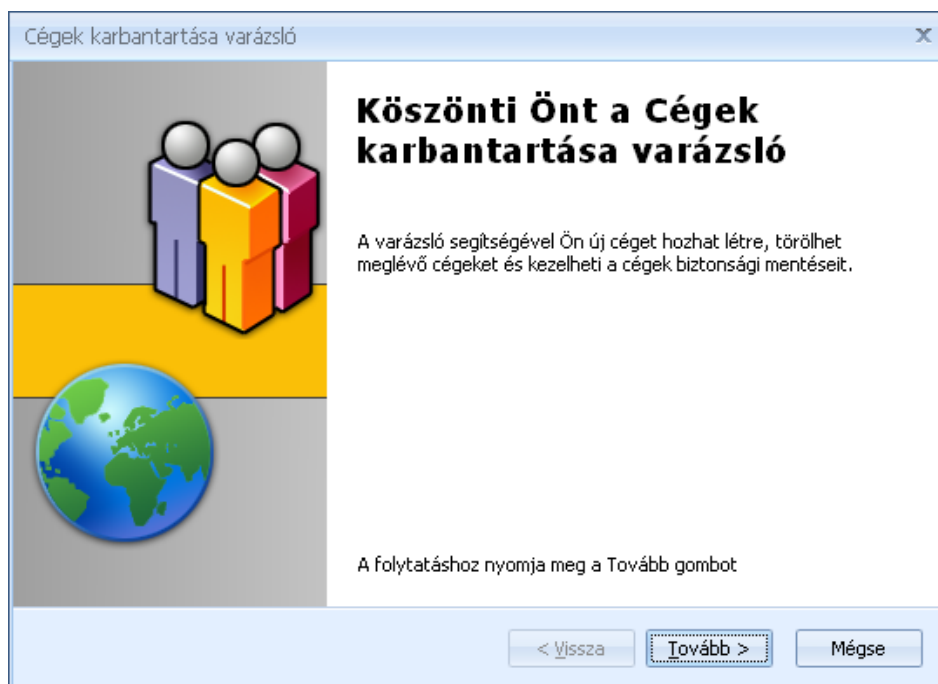 Cégek karbantartása varázsló
x
Köszönti Önt a Cégek
karbantartása varázsló
A varázsló segítségével Ön új céget hozhat létre, törölhet
meglévő cégeket és kezelheti a cégek biztonsági mentéseit.
A folytatáshoz nyomja meg a Tovább gombot
< Vissza
Tovább >
Mégse